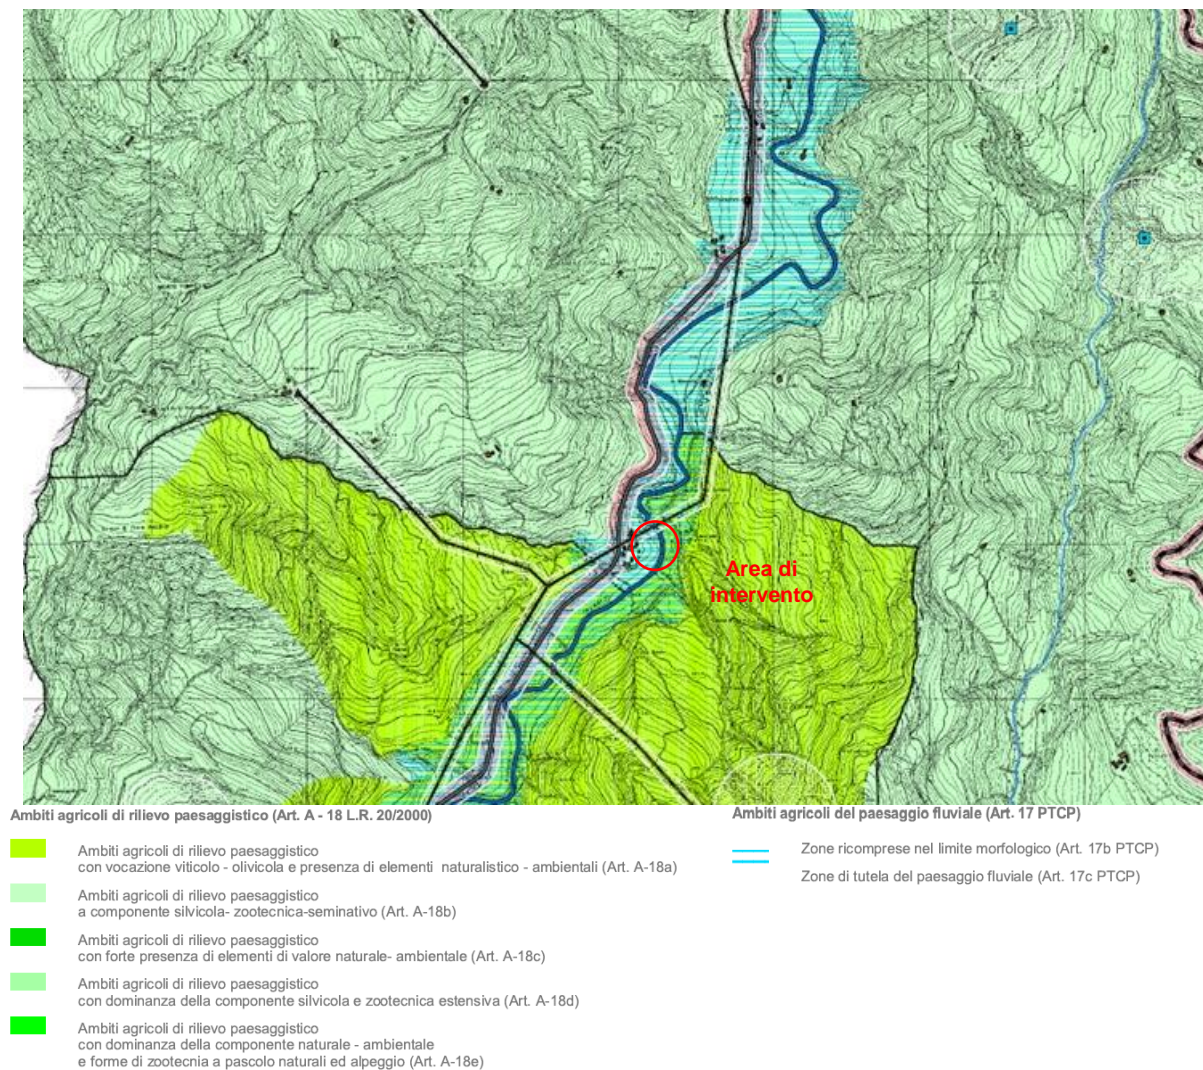 Area di
intervento
Ambiti agricoli di rilievo paesaggistico (Art. A - 18 L.R. 20/2000)
Ambiti agricoli di rilievo paesaggistico
con vocazione viticolo - olivicola e presenza di elementi naturalistico - ambientali (Art. A-18a)
Ambiti agricoli di rilievo paesaggistico
a componente silvicola- zootecnica-seminativo (Art. A-18b)
Ambiti agricoli di rilievo paesaggistico
con forte presenza di elementi di valore naturale- ambientale (Art. A-18c)
Ambiti agricoli di rilievo paesaggistico
con dominanza della componente silvicola e zootecnica estensiva (Art. A-18d)
Ambiti agricoli di rilievo paesaggistico
con dominanza della componente naturale - ambientale
e forme di zootecnia a pascolo naturali ed alpeggio (Art. A-18e)
Ambiti agricoli del paesaggio fluviale (Art. 17 PTCP)
Zone ricomprese nel limite morfologico (Art. 17b PTCP)
Zone di tutela del paesaggio fluviale (Art. 17c PTCP)